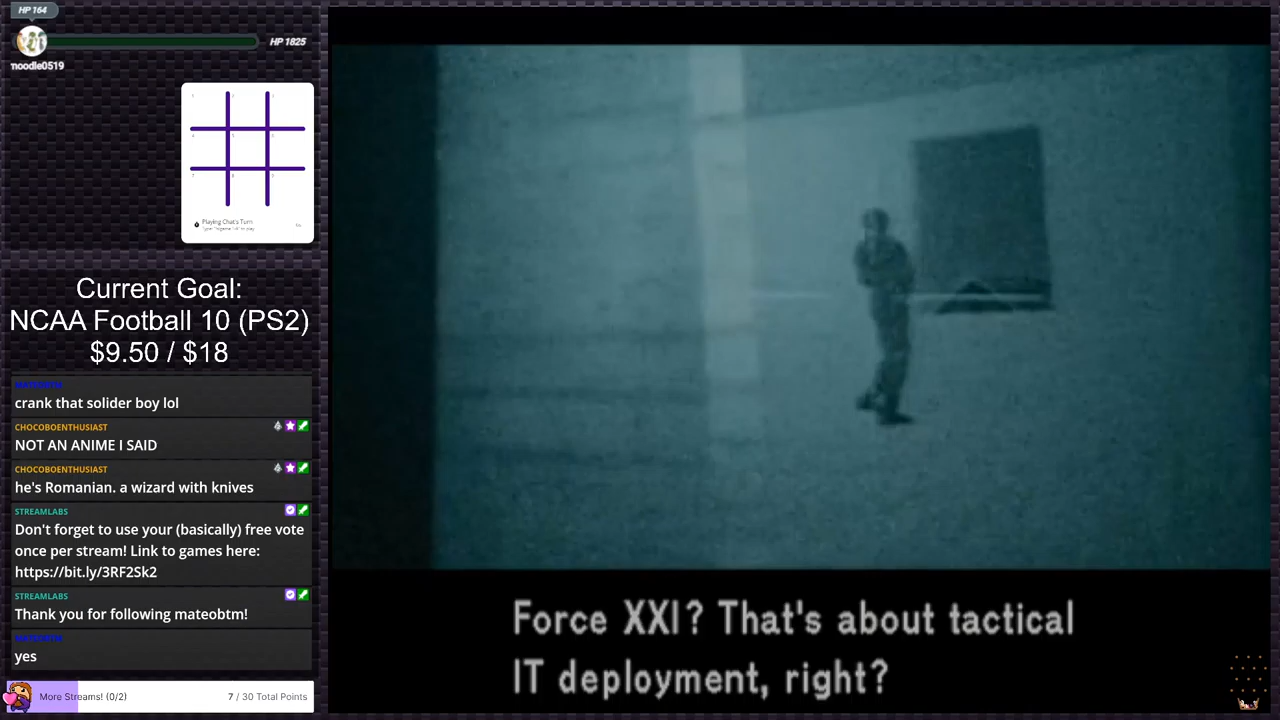 HP 164
HP 1825
noodle0519
Playing Chat's Turn
Current Goal:
NCAA Football 10 (PS2)
$9.50 / $18
MATEOBTM
crank that solider boy lol
CHOCOBOENTHUSIAST
NOT AN ANIME I SAID
CHOCOBOENTHUSIAST
he's Romanian. a wizard with knives
STREAMLABS
Don't forget to use your (basically) free vote
once per stream! Link to games here:
https://bit.ly/3RF2Sk2
STREAMLABS
Thank you for following mateobtm!
MATEOBTM
yes
More Streams! (0/2)
7 / 30 Total Points
Force XXI? That's about tactical
IT deployment, right?